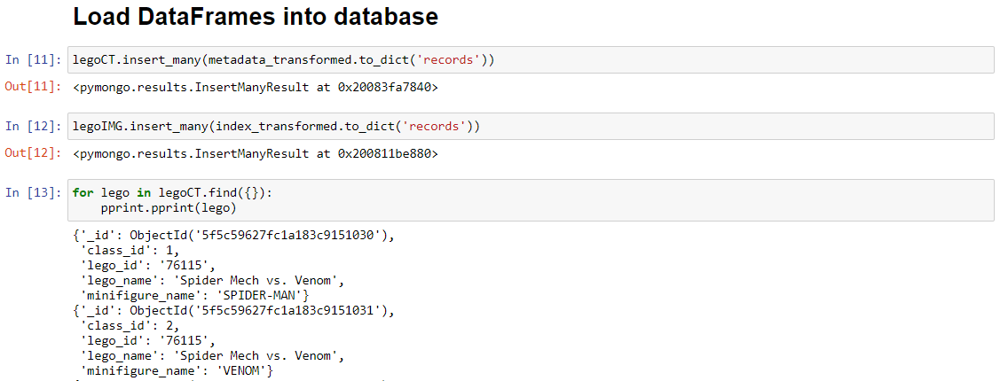 Load DataFrames into database
In [11]: legoCT.insert_many(metadata_transformed.to_dict('records'))
Out[11]: <pymongo.results.InsertManyResult at 0x20083fa7840>
In [12]: legoIMG.insert_many(index_transformed.to_dict('records'))
Out[12]: <pymongo.results.InsertManyResult at 0x200811be880>
In [13]: for lego in legoCT.find({}):
    pprint.pprint(lego)
{'_id': ObjectId('5f5c59627fc1a183c9151030'),
 'class_id': 1,
 'lego_id': '76115',
 'lego_name': 'Spider Mech vs. Venom',
 'minifigure_name': 'SPIDER-MAN'}
{'_id': ObjectId('5f5c59627fc1a183c9151031'),
 'class_id': 2,
 'lego_id': '76115',
 'lego_name': 'Spider Mech vs. Venom',
 'minifigure_name': 'VENOM'}